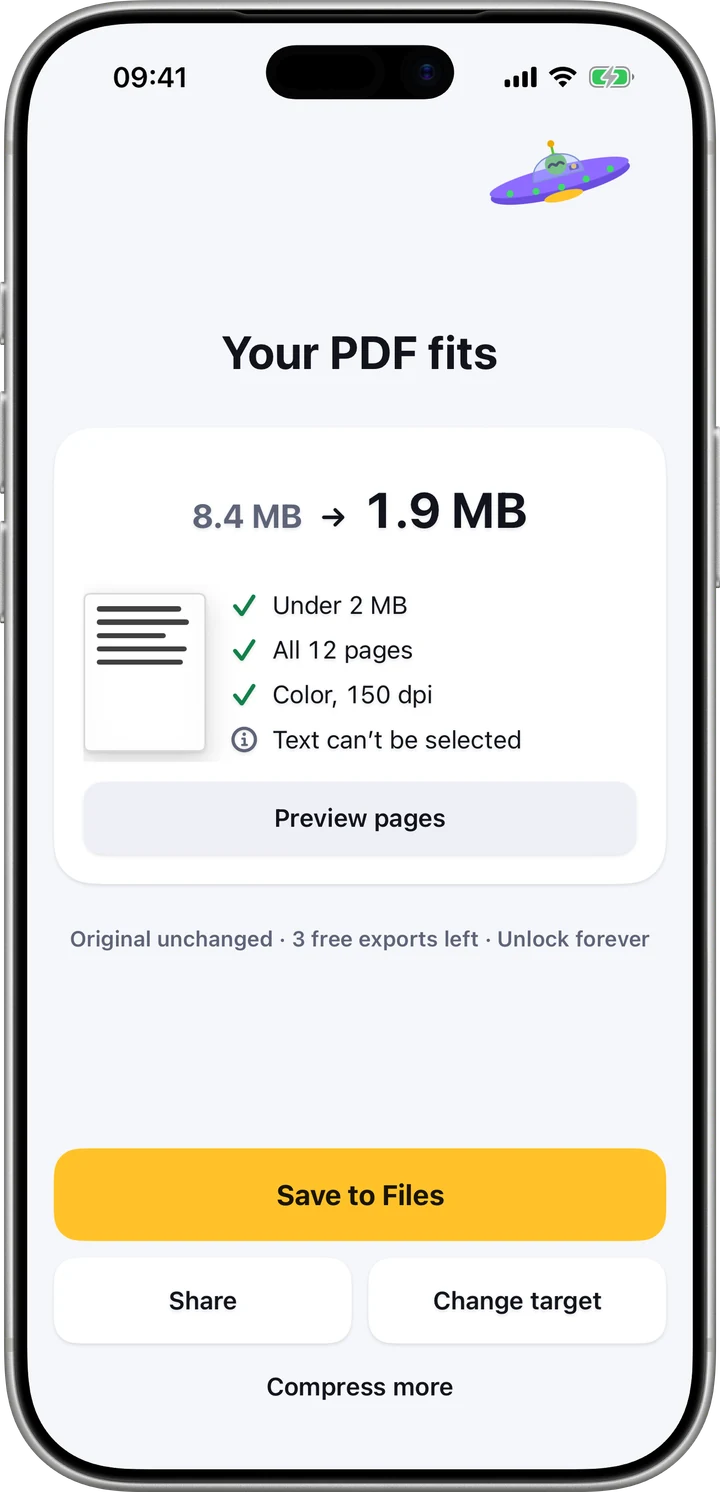 09:41
Your PDF fits
8.4 MB → 1.9 MB
Under 2 MB
All 12 pages
Color, 150 dpi
Text can’t be selected
Preview pages
Original unchanged · 3 free exports left · Unlock forever
Save to Files
Share
Change target
Compress more